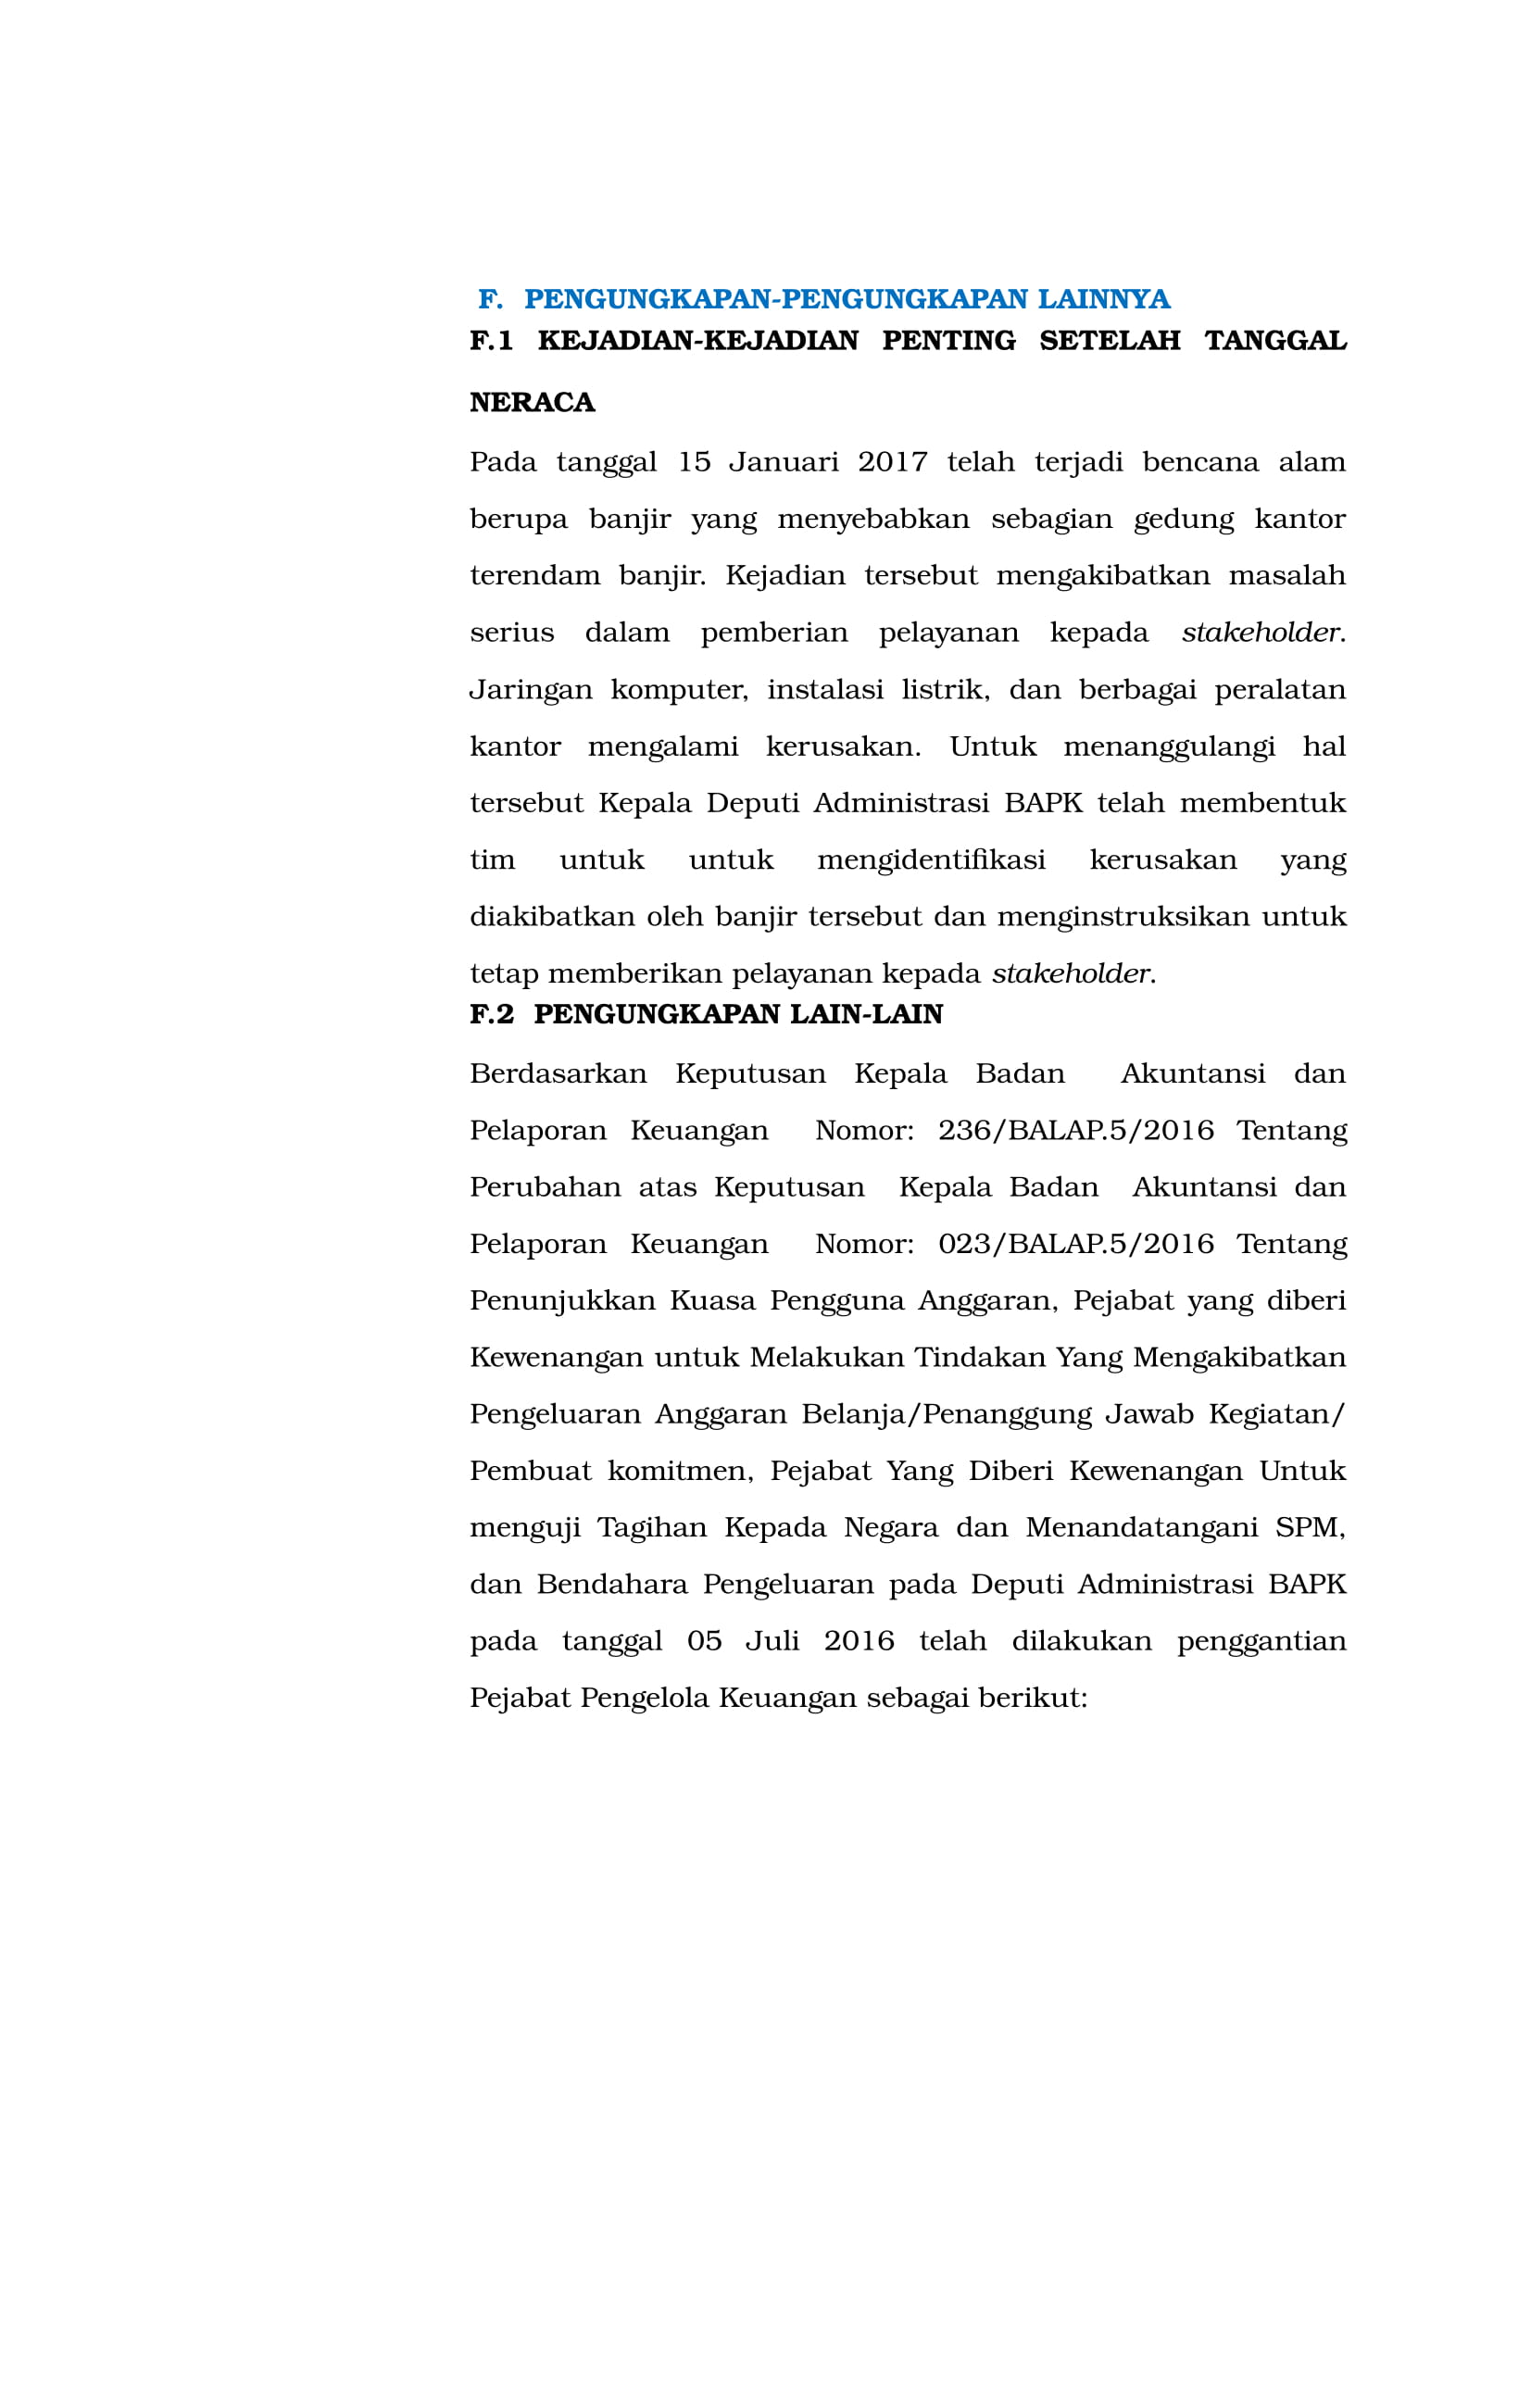 F. PENGUNGKAPAN-PENGUNGKAPAN LAINNYA
F.1 KEJADIAN-KEJADIAN PENTING SETELAH TANGGAL
NERACA
Pada tanggal 15 Januari 2017 telah terjadi bencana alam
berupa banjir yang menyebabkan sebagian gedung kantor
terendam banjir. Kejadian tersebut mengakibatkan masalah
serius dalam pemberian pelayanan kepada stakeholder.
Jaringan komputer, instalasi listrik, dan berbagai peralatan
kantor mengalami kerusakan. Untuk menanggulangi hal
tersebut Kepala Deputi Administrasi BAPK telah membentuk
tim untuk untuk mengidentifikasi kerusakan yang
diakibatkan oleh banjir tersebut dan menginstruksikan untuk
tetap memberikan pelayanan kepada stakeholder.
F.2 PENGUNGKAPAN LAIN-LAIN
Berdasarkan Keputusan Kepala Badan Akuntansi dan
Pelaporan Keuangan Nomor: 236/BALAP.5/2016 Tentang
Perubahan atas Keputusan Kepala Badan Akuntansi dan
Pelaporan Keuangan Nomor: 023/BALAP.5/2016 Tentang
Penunjukkan Kuasa Pengguna Anggaran, Pejabat yang diberi
Kewenangan untuk Melakukan Tindakan Yang Mengakibatkan
Pengeluaran Anggaran Belanja/Penanggung Jawab Kegiatan/
Pembuat komitmen, Pejabat Yang Diberi Kewenangan Untuk
menguji Tagihan Kepada Negara dan Menandatangani SPM,
dan Bendahara Pengeluaran pada Deputi Administrasi BAPK
pada tanggal 05 Juli 2016 telah dilakukan penggantian
Pejabat Pengelola Keuangan sebagai berikut: